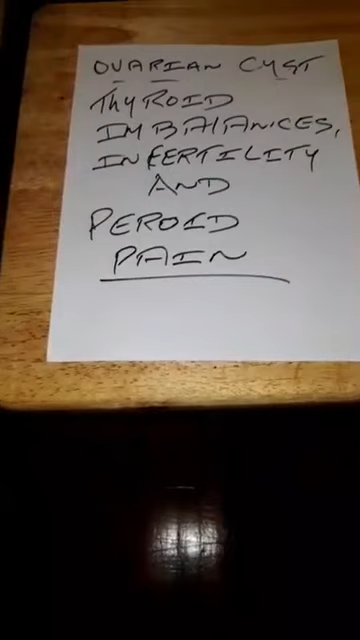 OVARIAN CYST
THYROID
IMBALANCES,
INFERTILITY
AND
PEROID
PAIN